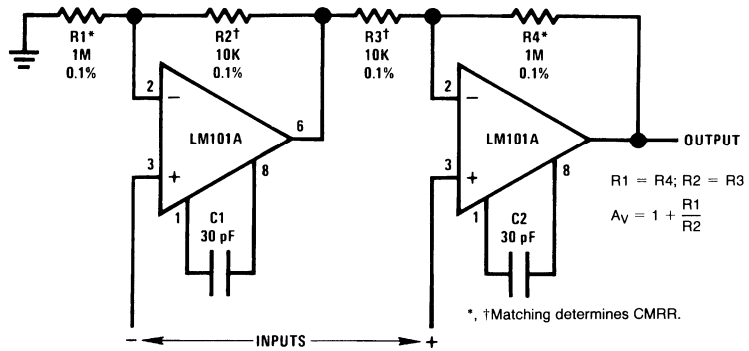 R1* R2† R3† R4*
1M 10K 10K 1M
0.1% 0.1% 0.1% 0.1%
2 − 2 −
LM101A 6 LM101A OUTPUT
3 + 8 3 + 8
R1 = R4; R2 = R3
1 C1 1 C2
30 pF 30 pF
A_V = 1 + R1/R2
*, †Matching determines CMRR.
− INPUTS +